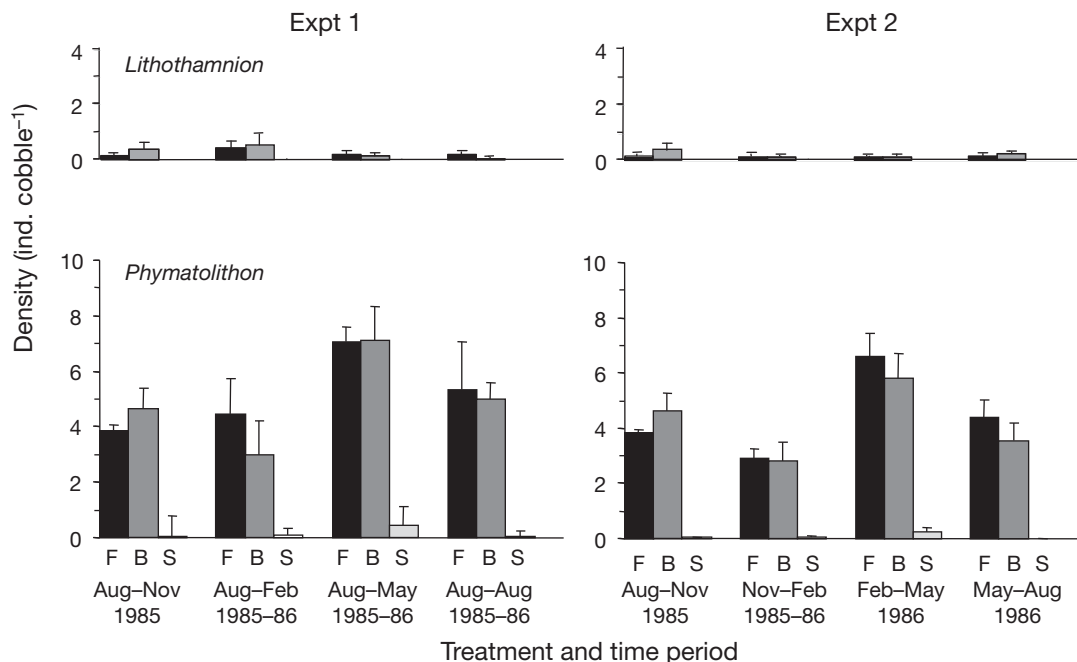 Expt 1
Expt 2
Density (ind. cobble⁻¹)
Lithothamnion
4
2
0
4
2
0
Phymatolithon
10
8
6
4
2
0
10
8
6
4
2
0
F B S F B S F B S F B S
F B S F B S F B S F B S
Aug–Nov Aug–Feb Aug–May Aug–Aug
1985 1985–86 1985–86 1985–86
Aug–Nov Nov–Feb Feb–May May–Aug
1985 1985–86 1986 1986
Treatment and time period